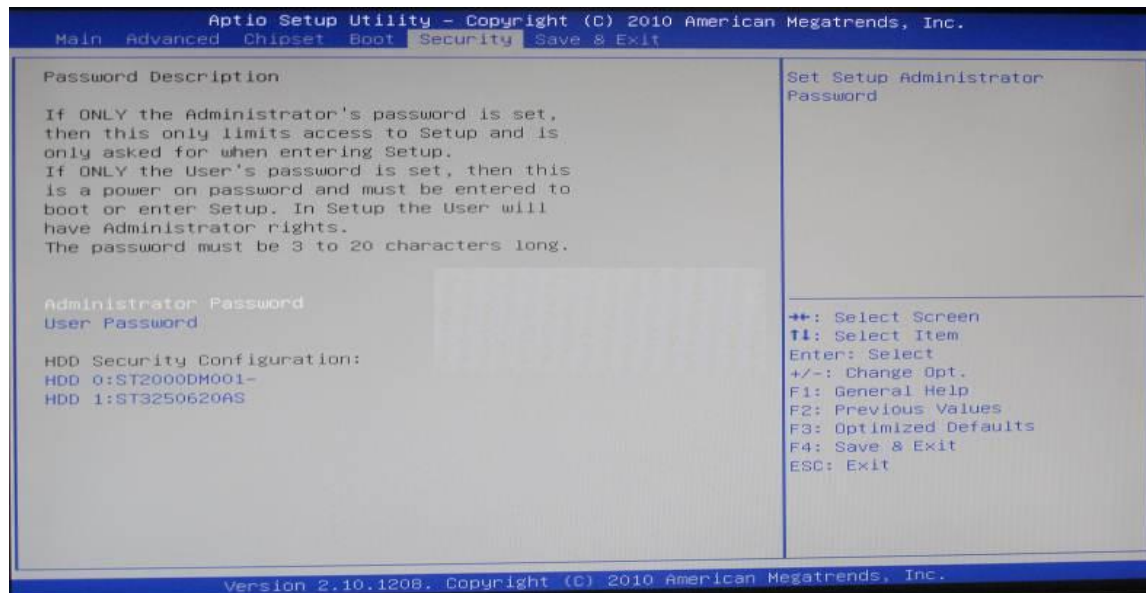 Aptio Setup Utility – Copyright (C) 2010 American Megatrends, Inc.
Main Advanced Chipset Boot Security Save & Exit
Password Description
If ONLY the Administrator's password is set,
then this only limits access to Setup and is
only asked for when entering Setup.
If ONLY the User's password is set, then this
is a power on password and must be entered to
boot or enter Setup. In Setup the User will
have Administrator rights.
The password must be 3 to 20 characters long.
Administrator Password
User Password
HDD Security Configuration:
HDD 0:ST2000DM001-
HDD 1:ST3250620AS
Set Setup Administrator
Password
→←: Select Screen
↑↓: Select Item
Enter: Select
+/-: Change Opt.
F1: General Help
F2: Previous Values
F3: Optimized Defaults
F4: Save & Exit
ESC: Exit
Version 2.10.1208. Copyright (C) 2010 American Megatrends, Inc.